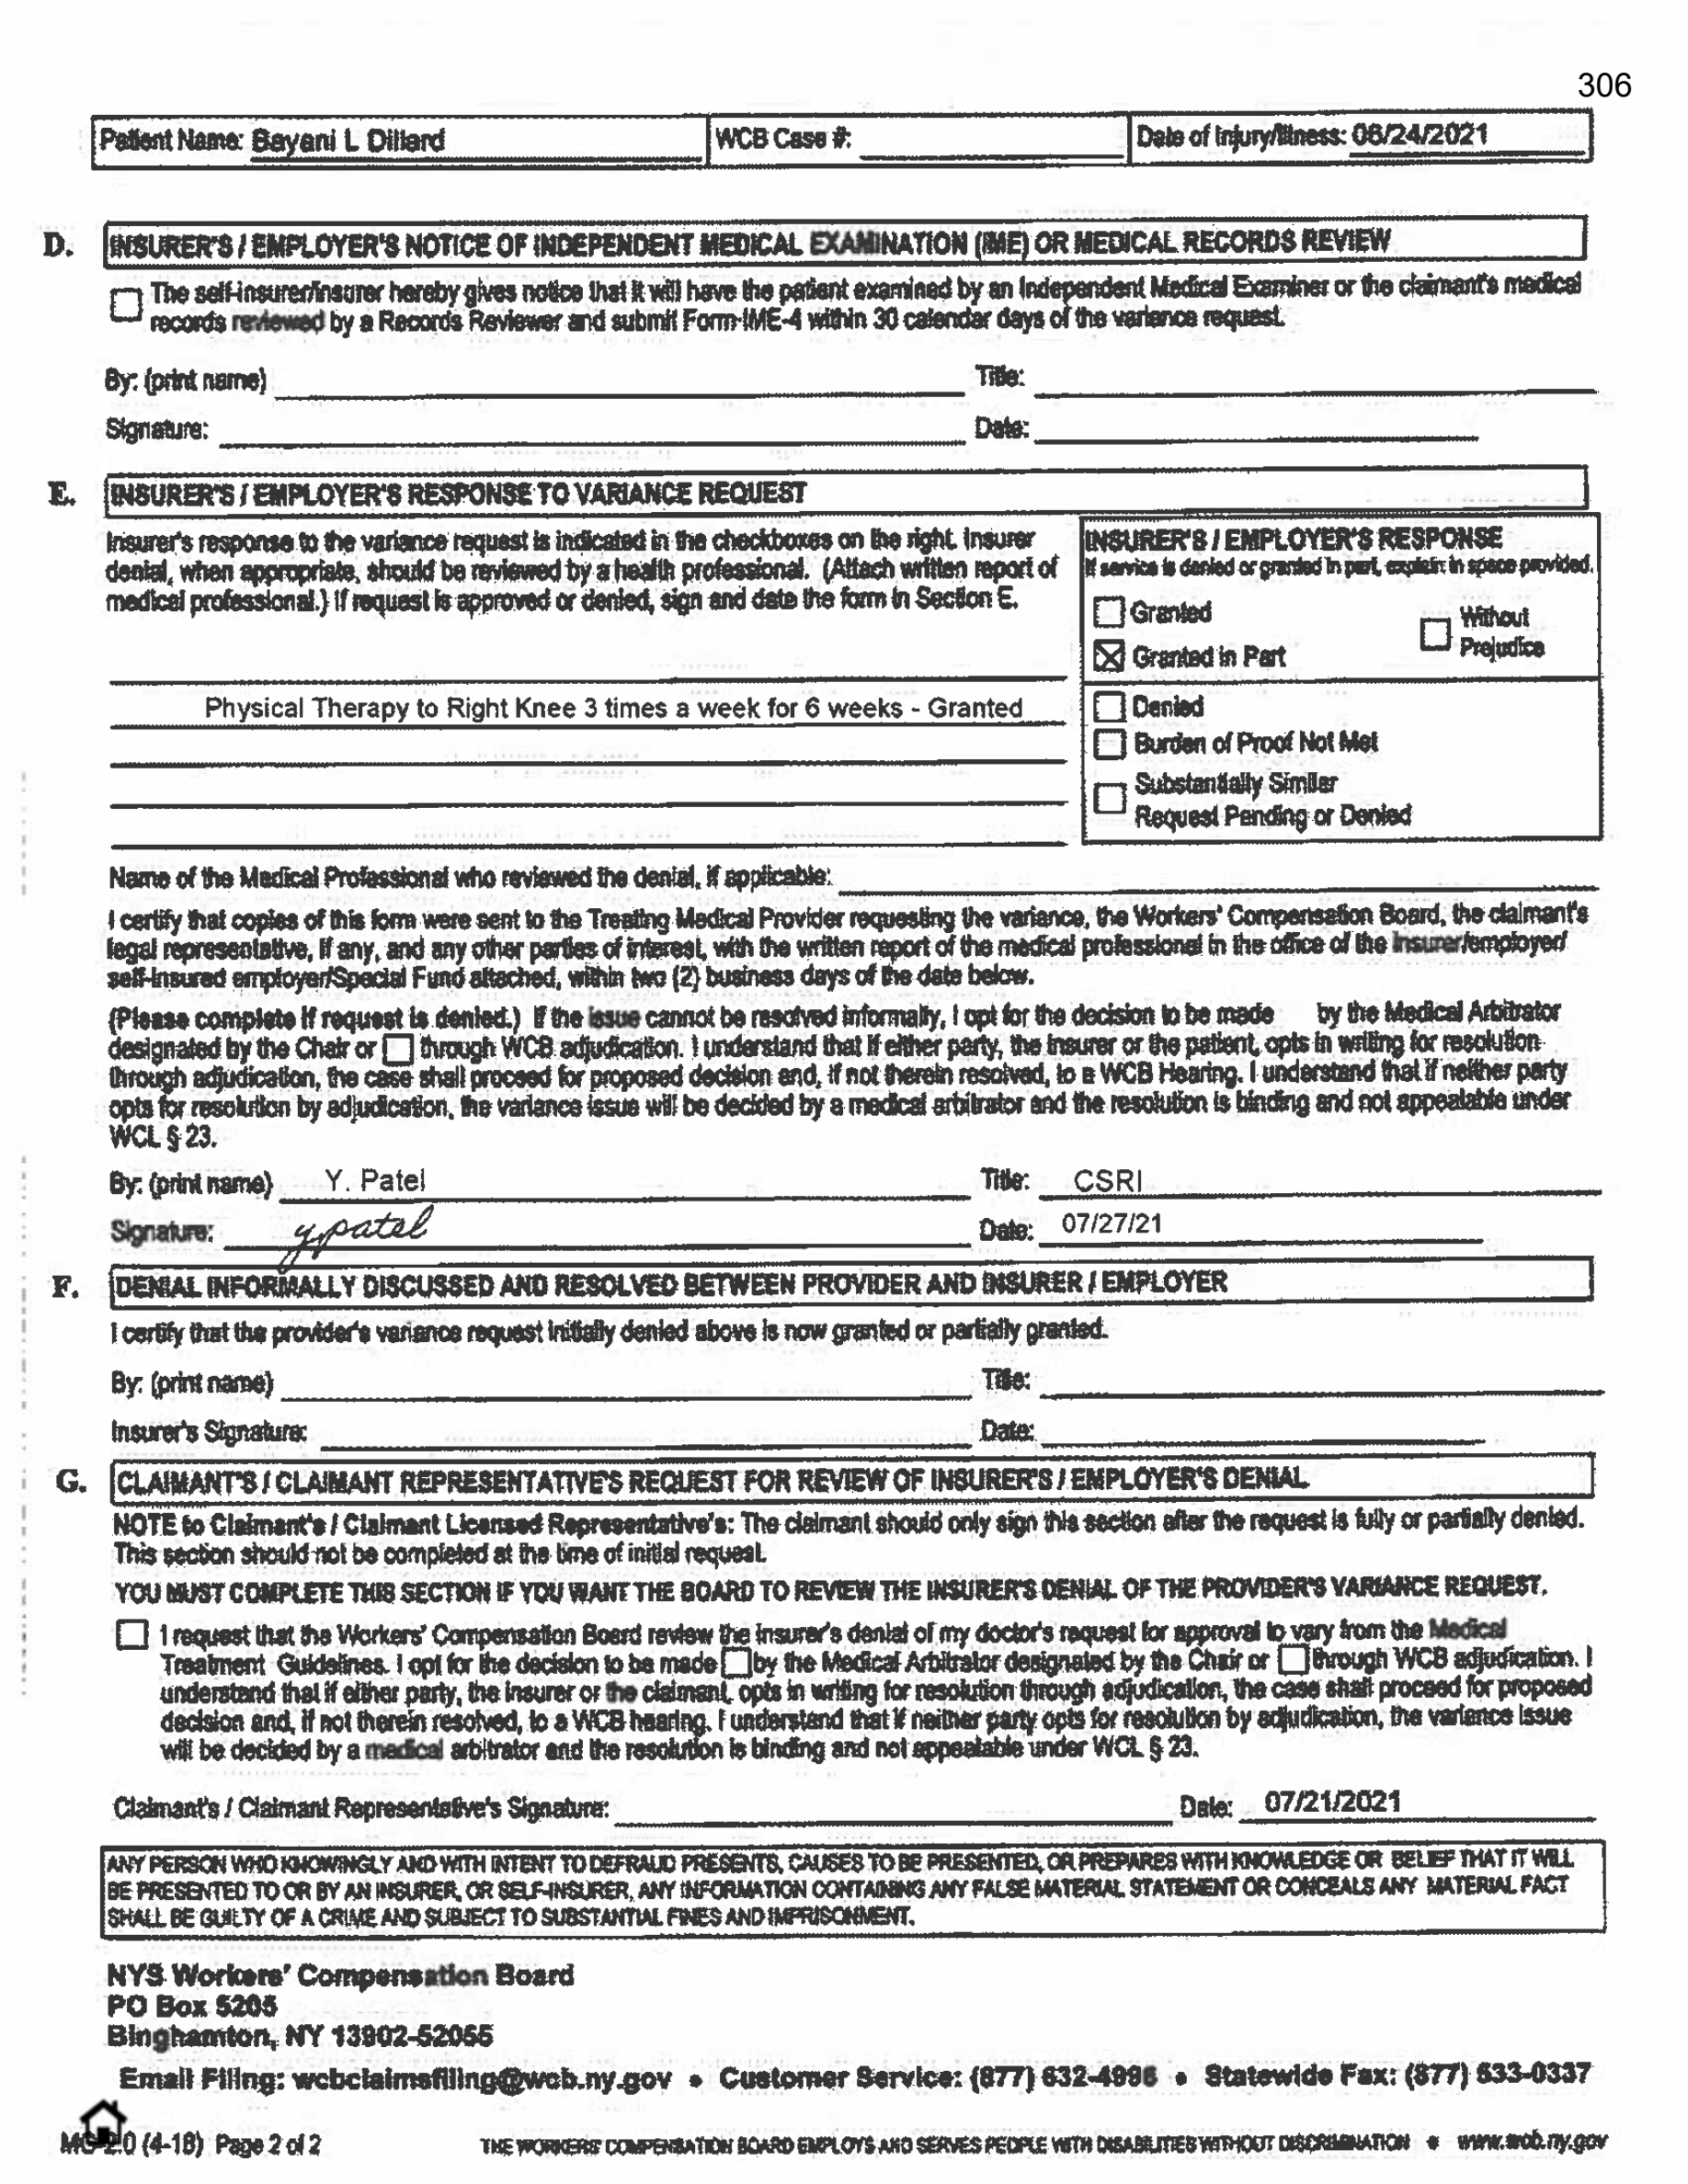 306
Patient Name: Bayani L Dillard WCB Case #: Date of Injury/Illness: 06/24/2021
D. INSURER'S / EMPLOYER'S NOTICE OF INDEPENDENT MEDICAL EXAMINATION (IME) OR MEDICAL RECORDS REVIEW
The self-insurer/insurer hereby gives notice that it will have the patient examined by an Independent Medical Examiner or the claimant's medical
records reviewed by a Records Reviewer and submit Form IME-4 within 30 calendar days of the variance request.
By: (print name) Title:
Signature: Date:
E. INSURER'S / EMPLOYER'S RESPONSE TO VARIANCE REQUEST
Insurer's response to the variance request is indicated in the checkboxes on the right. Insurer
denial, when appropriate, should be reviewed by a health professional. (Attach written report of
medical professional.) If request is approved or denied, sign and date the form in Section E.
INSURER'S / EMPLOYER'S RESPONSE
If service is denied or granted in part, explain in space provided.
Granted
Without
Prejudice
Granted in Part
Physical Therapy to Right Knee 3 times a week for 6 weeks - Granted
Denied
Burden of Proof Not Met
Substantially Similar
Request Pending or Denied
Name of the Medical Professional who reviewed the denial, if applicable:
I certify that copies of this form were sent to the Treating Medical Provider requesting the variance, the Workers' Compensation Board, the claimant's
legal representative, if any, and any other parties of interest, with the written report of the medical professional in the office of the insurer/employer/
self-insured employer/Special Fund attached, within two (2) business days of the date below.
(Please complete if request is denied.) If the issue cannot be resolved informally, I opt for the decision to be made by the Medical Arbitrator
designated by the Chair or through WCB adjudication. I understand that if either party, the insurer or the patient, opts in writing for resolution
through adjudication, the case shall proceed for proposed decision and, if not therein resolved, to a WCB Hearing. I understand that if neither party
opts for resolution by adjudication, the variance issue will be decided by a medical arbitrator and the resolution is binding and not appealable under
WCL § 23.
By: (print name) Y. Patel Title: CSRI
Signature: ypatel Date: 07/27/21
F. DENIAL INFORMALLY DISCUSSED AND RESOLVED BETWEEN PROVIDER AND INSURER / EMPLOYER
I certify that the provider's variance request initially denied above is now granted or partially granted.
By: (print name) Title:
Insurer's Signature: Date:
G. CLAIMANT'S / CLAIMANT REPRESENTATIVE'S REQUEST FOR REVIEW OF INSURER'S / EMPLOYER'S DENIAL
NOTE to Claimant's / Claimant Licensed Representative's: The claimant should only sign this section after the request is fully or partially denied.
This section should not be completed at the time of initial request.
YOU MUST COMPLETE THIS SECTION IF YOU WANT THE BOARD TO REVIEW THE INSURER'S DENIAL OF THE PROVIDER'S VARIANCE REQUEST.
I request that the Workers' Compensation Board review the insurer's denial of my doctor's request for approval to vary from the Medical
Treatment Guidelines. I opt for the decision to be made by the Medical Arbitrator designated by the Chair or through WCB adjudication. I
understand that if either party, the insurer or the claimant, opts in writing for resolution through adjudication, the case shall proceed for proposed
decision and, if not therein resolved, to a WCB hearing. I understand that if neither party opts for resolution by adjudication, the variance issue
will be decided by a medical arbitrator and the resolution is binding and not appealable under WCL § 23.
Claimant's / Claimant Representative's Signature: Date: 07/21/2021
ANY PERSON WHO KNOWINGLY AND WITH INTENT TO DEFRAUD PRESENTS, CAUSES TO BE PRESENTED, OR PREPARES WITH KNOWLEDGE OR BELIEF THAT IT WILL
BE PRESENTED TO OR BY AN INSURER, OR SELF-INSURER, ANY INFORMATION CONTAINING ANY FALSE MATERIAL STATEMENT OR CONCEALS ANY MATERIAL FACT
SHALL BE GUILTY OF A CRIME AND SUBJECT TO SUBSTANTIAL FINES AND IMPRISONMENT.
NYS Workers' Compensation Board
PO Box 5205
Binghamton, NY 13902-52055
Email Filing: wcbclaimsfiling@wcb.ny.gov • Customer Service: (877) 632-4996 • Statewide Fax: (877) 533-0337
MG-2.0 (4-18) Page 2 of 2 THE WORKERS' COMPENSATION BOARD EMPLOYS AND SERVES PEOPLE WITH DISABILITIES WITHOUT DISCRIMINATION • www.wcb.ny.gov